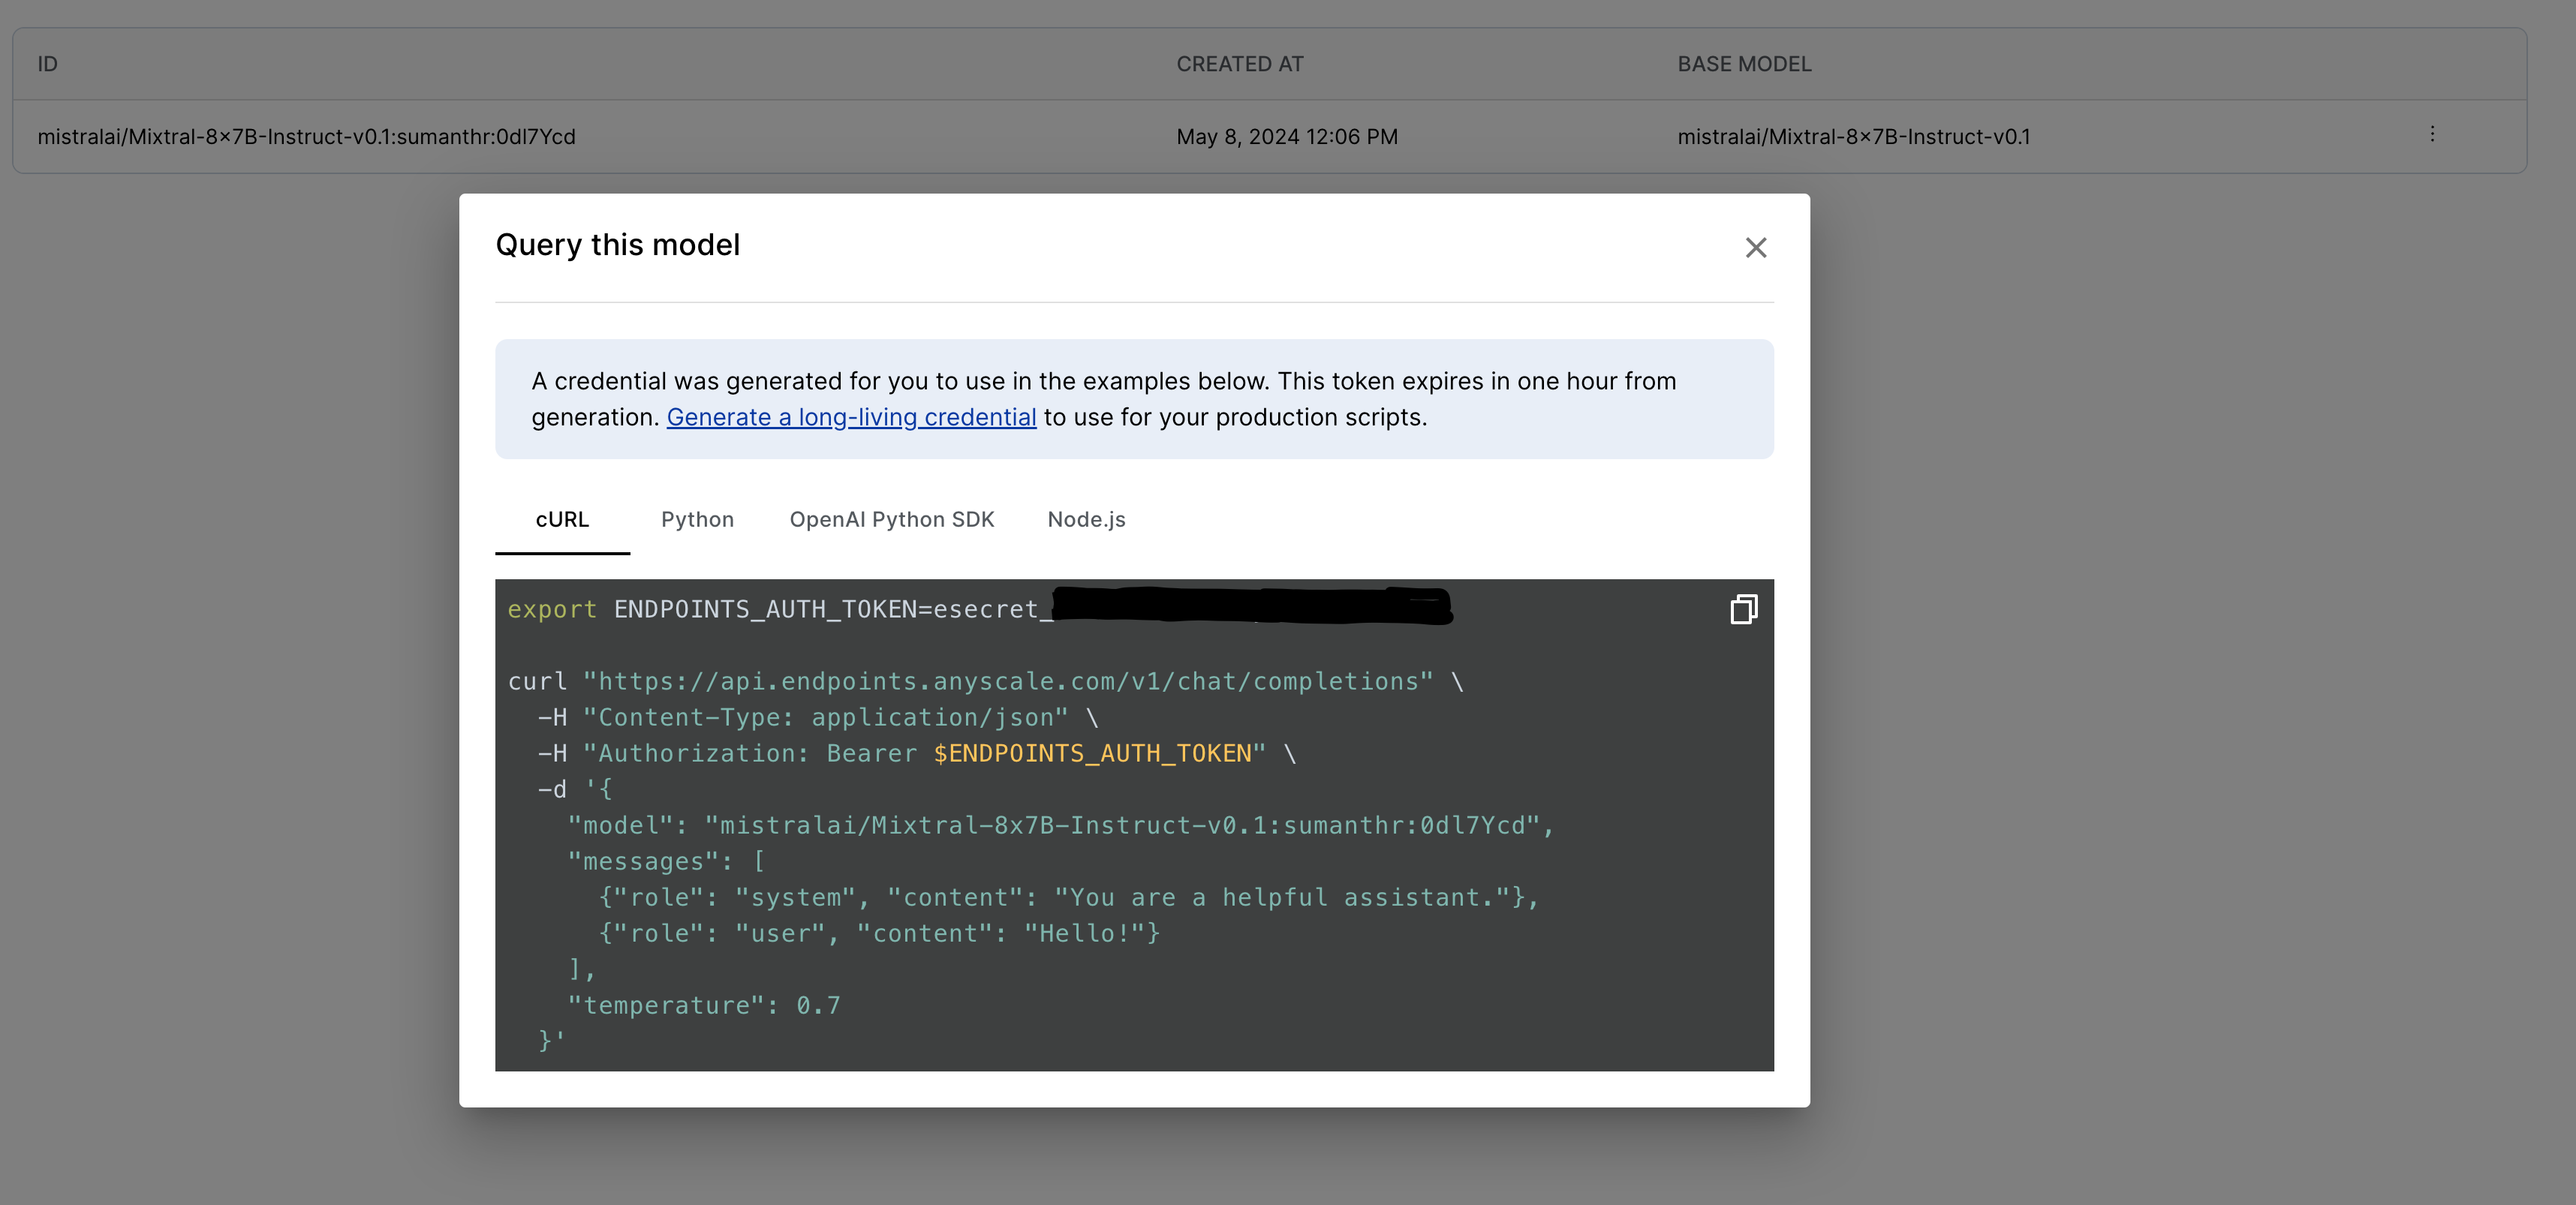 ID CREATED AT BASE MODEL
mistralai/Mixtral-8x7B-Instruct-v0.1:sumanthr:0dl7Ycd May 8, 2024 12:06 PM mistralai/Mixtral-8x7B-Instruct-v0.1
Query this model
A credential was generated for you to use in the examples below. This token expires in one hour from
generation. Generate a long-living credential to use for your production scripts.
cURL Python OpenAI Python SDK Node.js
export ENDPOINTS_AUTH_TOKEN=esecret_
curl "https://api.endpoints.anyscale.com/v1/chat/completions" \
  -H "Content-Type: application/json" \
  -H "Authorization: Bearer $ENDPOINTS_AUTH_TOKEN" \
  -d '{
    "model": "mistralai/Mixtral-8x7B-Instruct-v0.1:sumanthr:0dl7Ycd",
    "messages": [
      {"role": "system", "content": "You are a helpful assistant."},
      {"role": "user", "content": "Hello!"}
    ],
    "temperature": 0.7
  }'